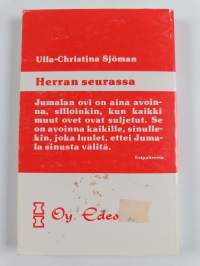 Ulla-Christina Sjöman
Herran seurassa
Jumalan ovi on aina avoin-
na, silloinkin, kun kaikki
muut ovet ovat suljetut. Se
on avoinna kaikille, sinulle-
kin, joka luulet, ettei Juma-
la sinusta välitä.
Oy Edes